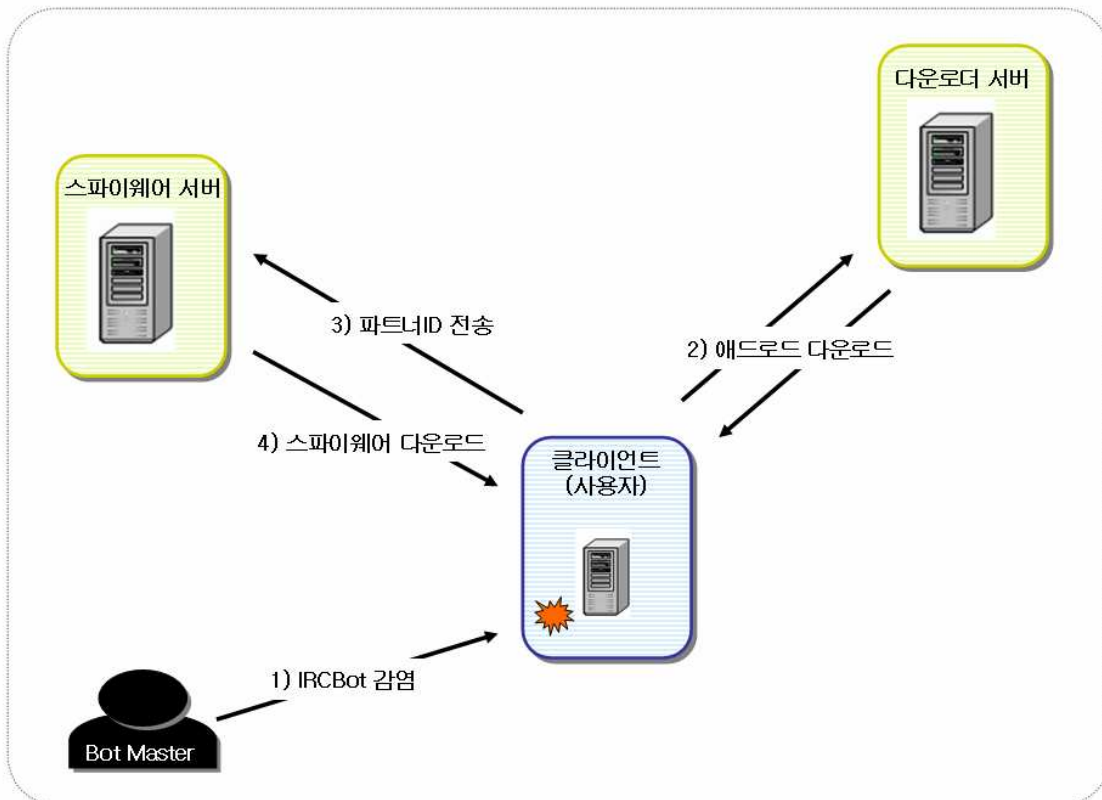 다운로더 서버
스파이웨어 서버
3) 파트너ID 전송
2) 애드로드 다운로드
4) 스파이웨어 다운로드
클라이언트
(사용자)
1) IRCBot 감염
Bot Master